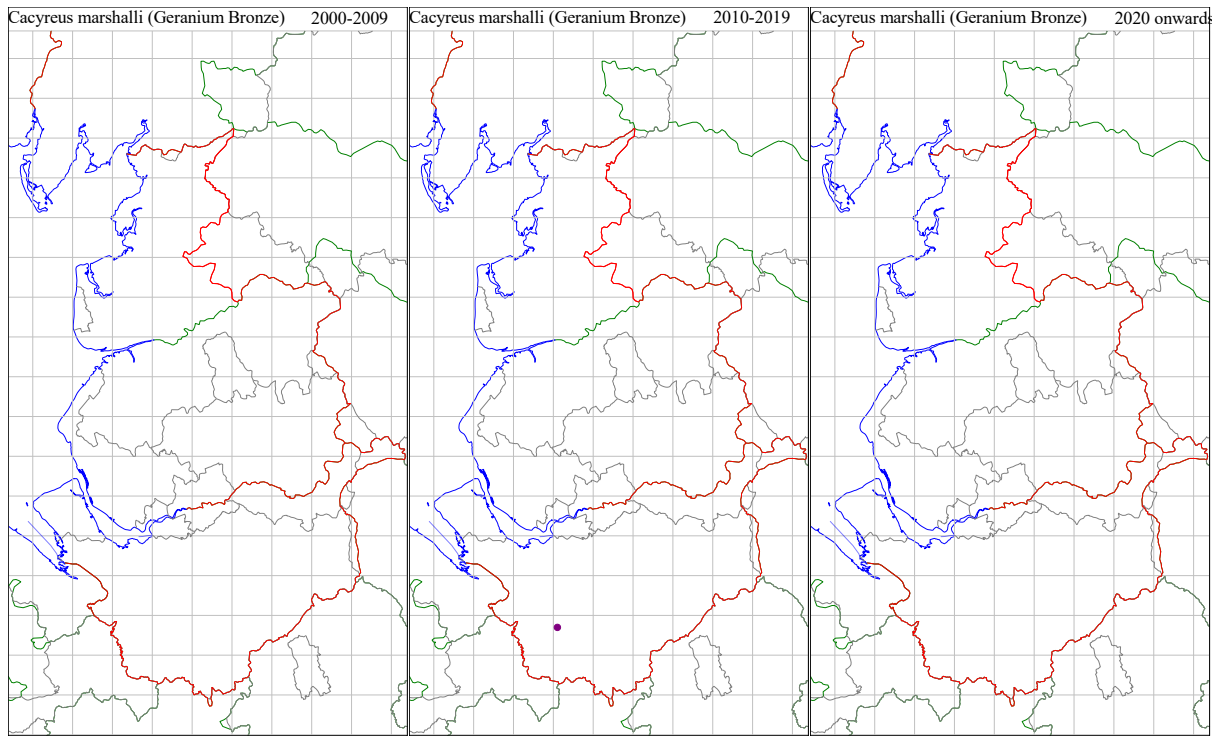 Cacyreus marshalli (Geranium Bronze) 2000-2009
Cacyreus marshalli (Geranium Bronze) 2010-2019
Cacyreus marshalli (Geranium Bronze) 2020 onwards